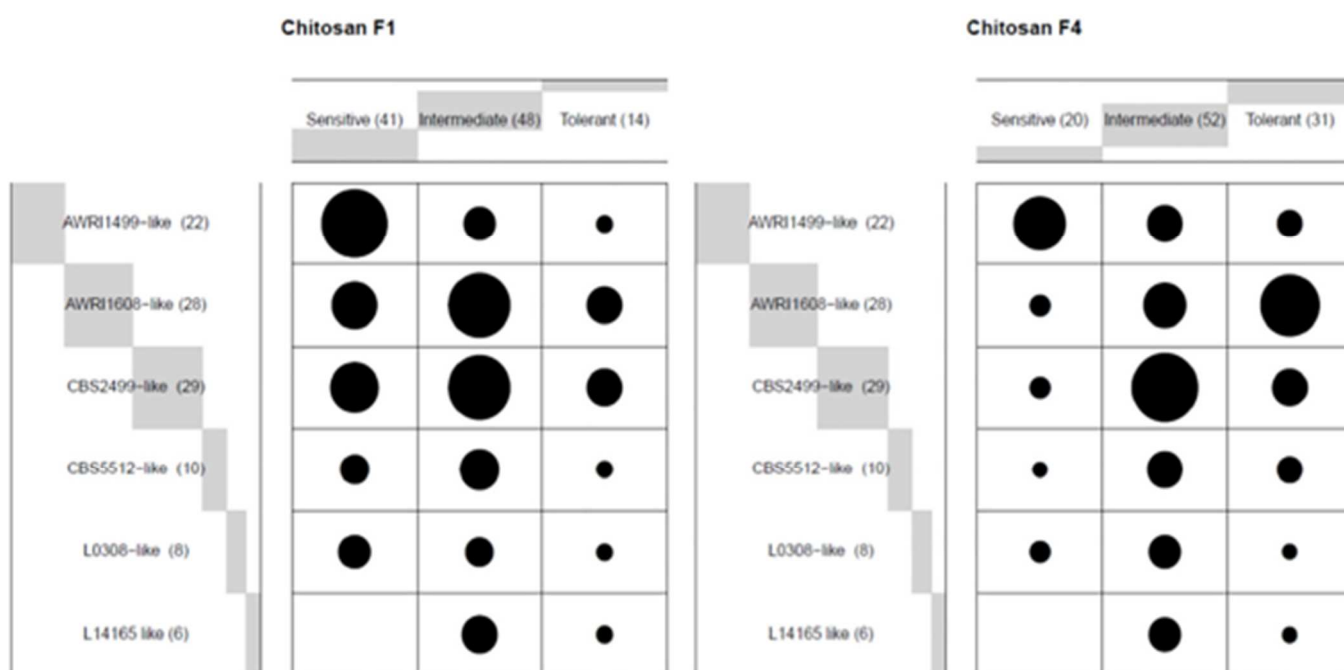 Chitosan F1
Chitosan F4
Sensitive (41) Intermediate (48) Tolerant (14)
Sensitive (20) Intermediate (52) Tolerant (31)
AWRI1499-like (22)
AWRI1499-like (22)
AWRI1608-like (28)
AWRI1608-like (28)
CBS2499-like (29)
CBS2499-like (29)
CBS5512-like (10)
CBS5512-like (10)
L0308-like (8)
L0308-like (8)
L14165 like (6)
L14165 like (6)